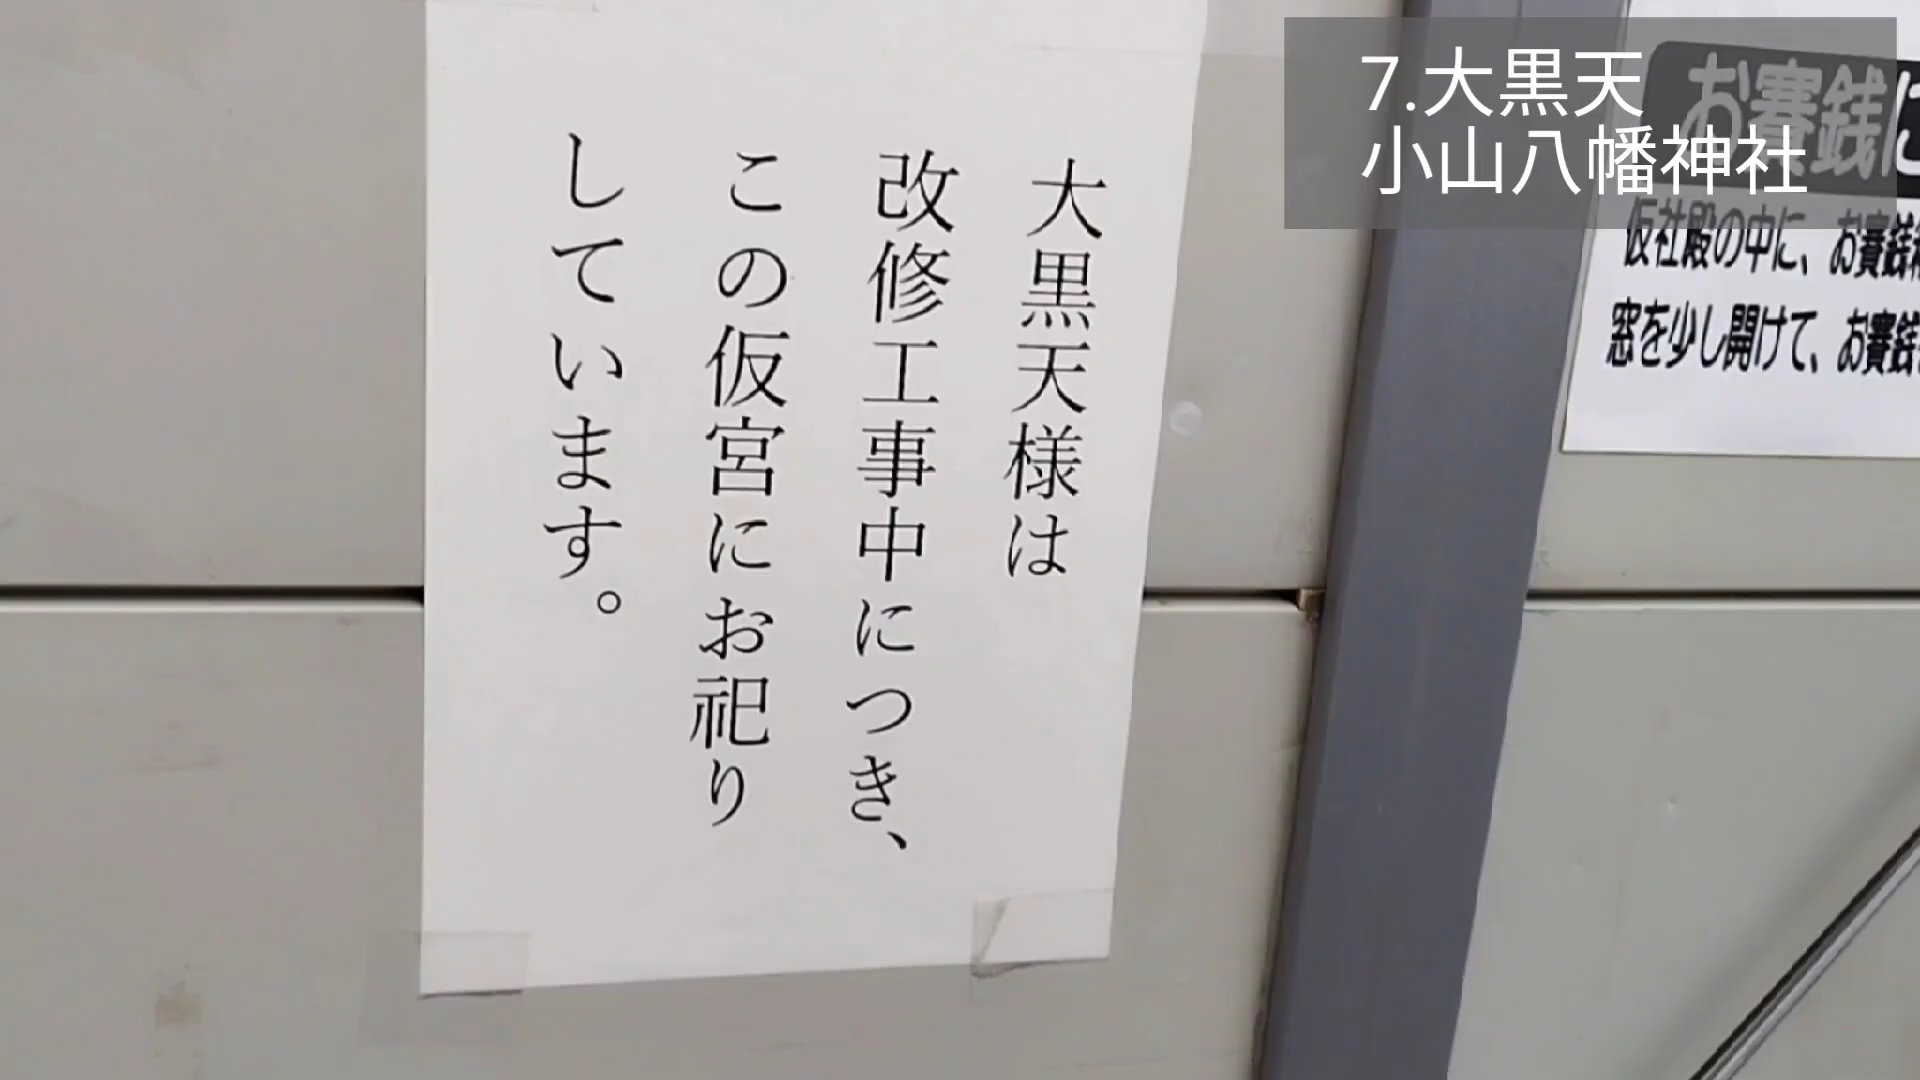 7.大黒天
小山八幡神社
大黒天様は
改修工事中につき、
この仮宮にお祀り
しています。
お賽銭に
仮社殿の中に、お賽銭
窓を少し開けて、お賽銭